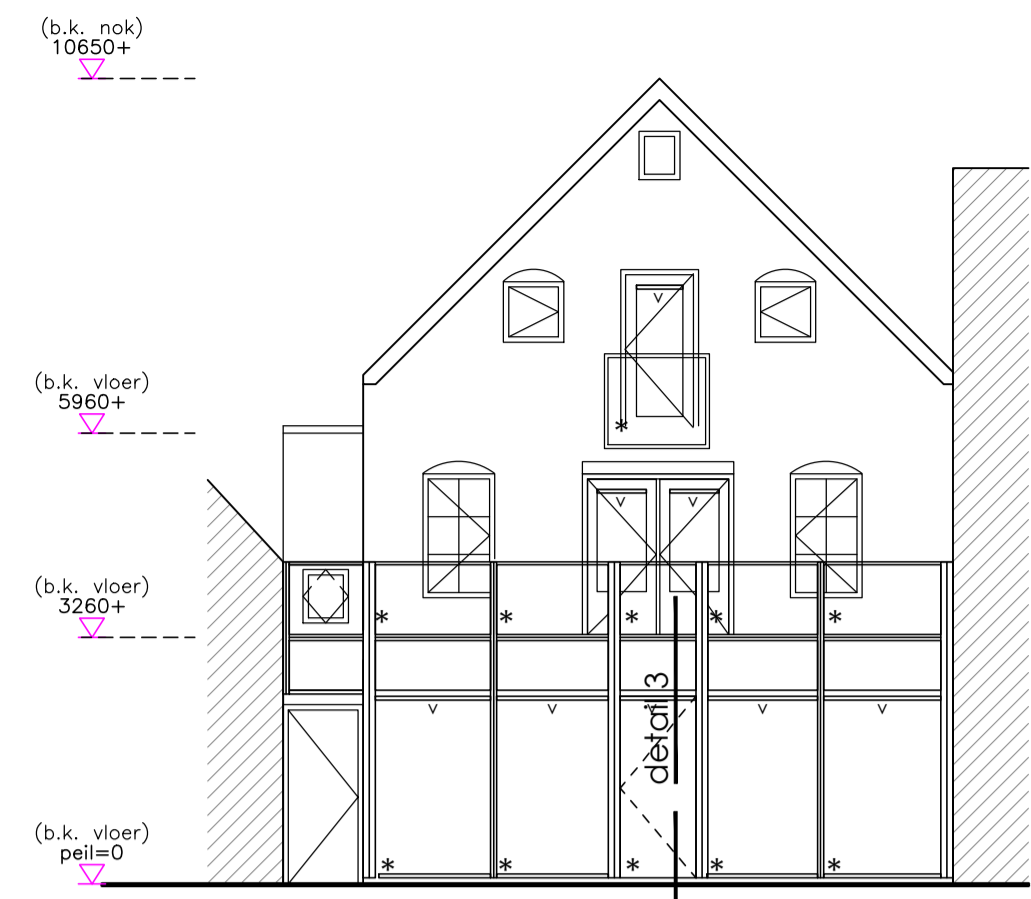 (b.k. nok)
10650+
(b.k. vloer)
5960+
(b.k. vloer)
3260+
detail 3
(b.k. vloer)
peil=0